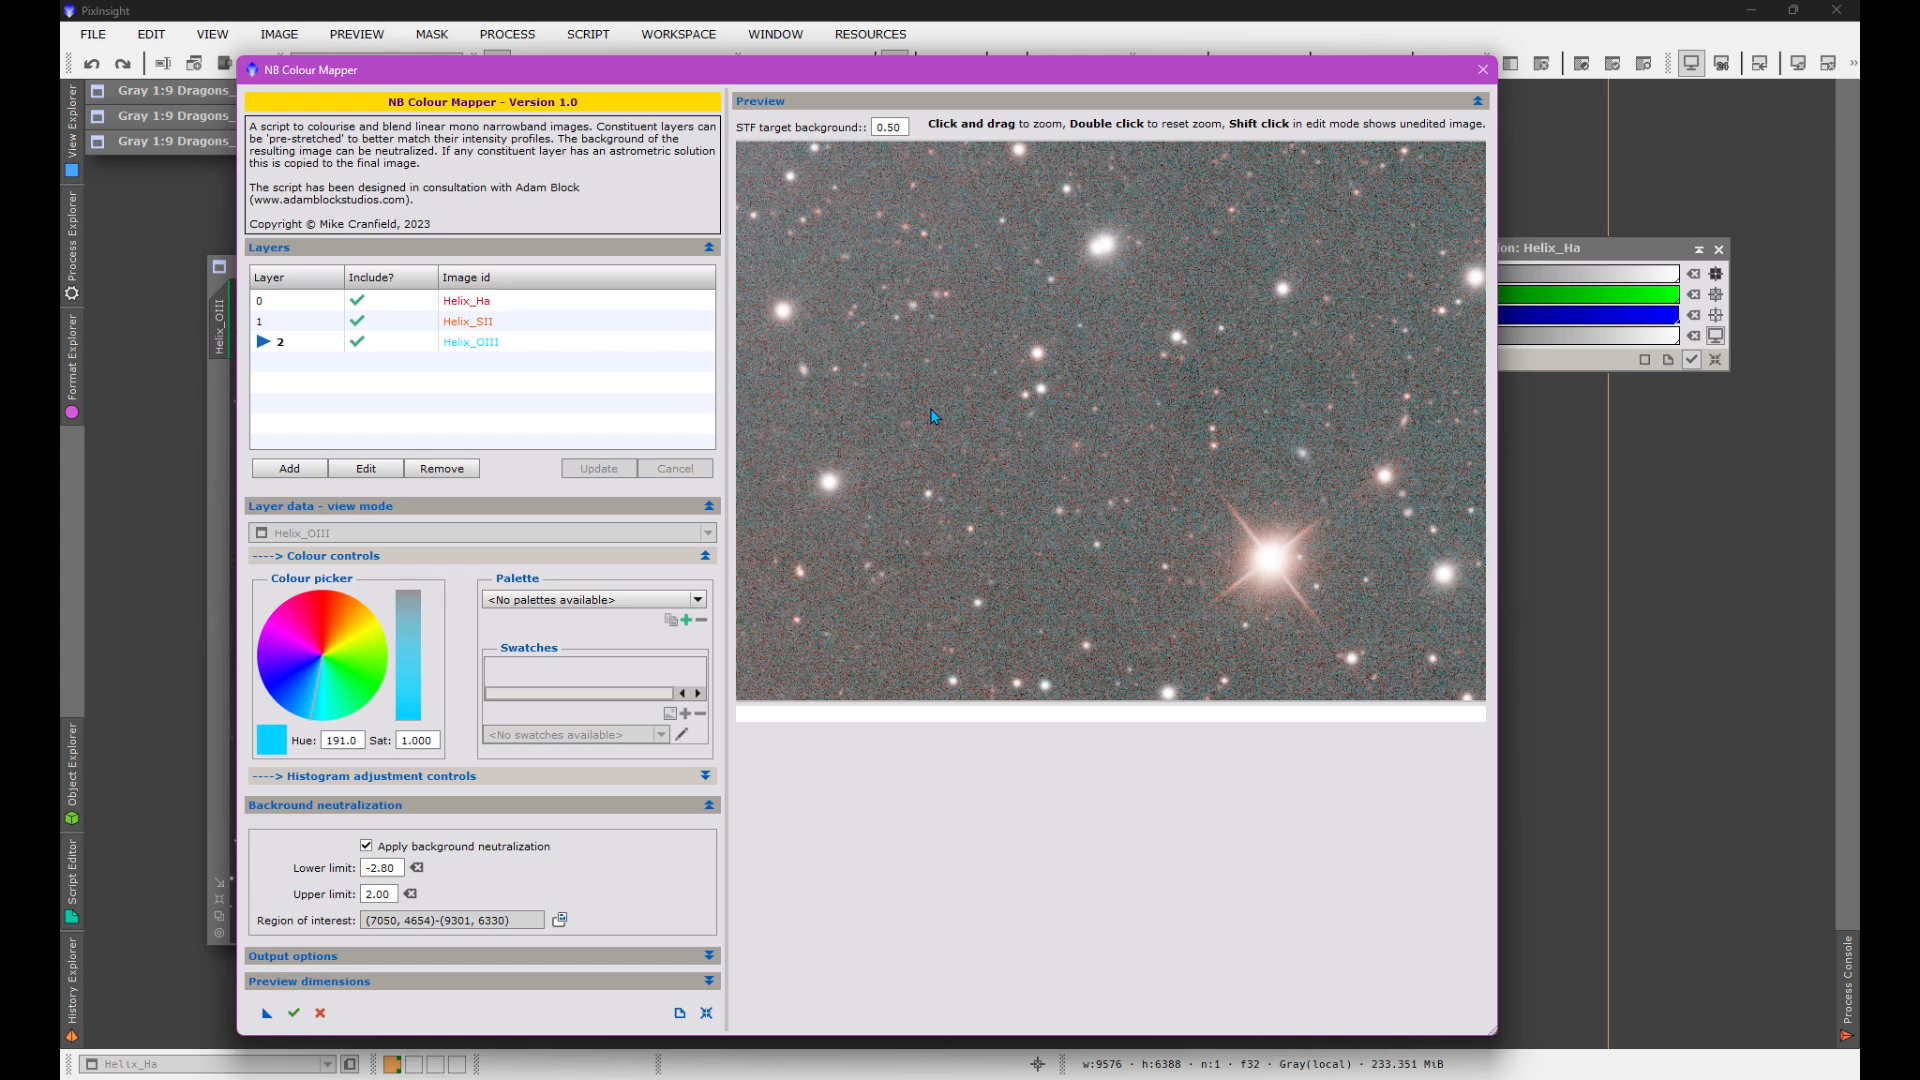 PixInsight
FILE EDIT VIEW IMAGE PREVIEW MASK PROCESS SCRIPT WORKSPACE WINDOW RESOURCES
Gray 1:9 Dragons_
Gray 1:9 Dragons_
Gray 1:9 Dragons_
View Explorer
Process Explorer
Format Explorer
Object Explorer
Script Editor
History Explorer
Helix_OIII
NB Colour Mapper
NB Colour Mapper - Version 1.0
A script to colourise and blend linear mono narrowband images. Constituent layers can
be 'pre-stretched' to better match their intensity profiles. The background of the
resulting image can be neutralized. If any constituent layer has an astrometric solution
this is copied to the final image.
The script has been designed in consultation with Adam Block
(www.adamblockstudios.com).
Copyright © Mike Cranfield, 2023
Layers
Layer Include? Image id
0 Helix_Ha
1 Helix_SII
2 Helix_OIII
Add Edit Remove Update Cancel
Layer data - view mode
Helix_OIII
----> Colour controls
Colour picker
Hue: 191.0 Sat: 1.000
Palette
<No palettes available>
Swatches
<No swatches available>
----> Histogram adjustment controls
Backround neutralization
Apply background neutralization
Lower limit: -2.80
Upper limit: 2.00
Region of interest: (7050, 4654)-(9301, 6330)
Output options
Preview dimensions
Preview
STF target background:: 0.50 Click and drag to zoom, Double click to reset zoom, Shift click in edit mode shows unedited image.
ion: Helix_Ha
Process Console
Helix_Ha
w:9576 · h:6388 · n:1 · f32 · Gray(local) · 233.351 MiB